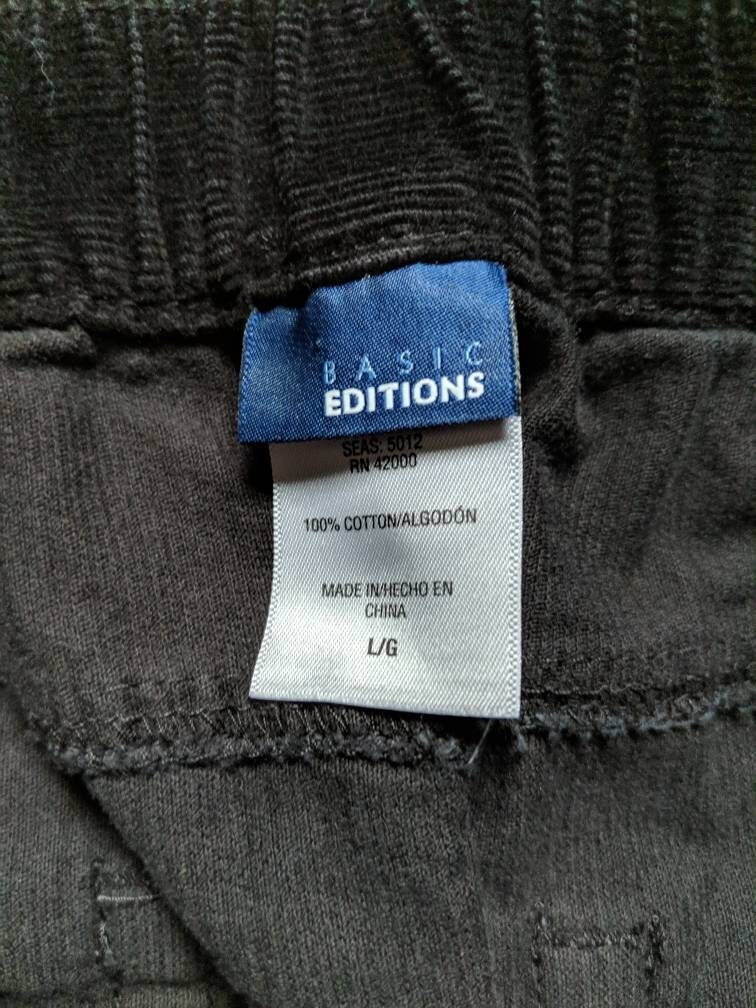 BASIC
EDITIONS
SEAS: 5012
RN 42000
100% COTTON/ALGODÓN
MADE IN/HECHO EN
CHINA
L/G